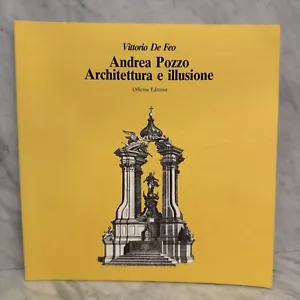 Vittorio De Feo
Andrea Pozzo
Architettura e illusione
Officina Edizioni